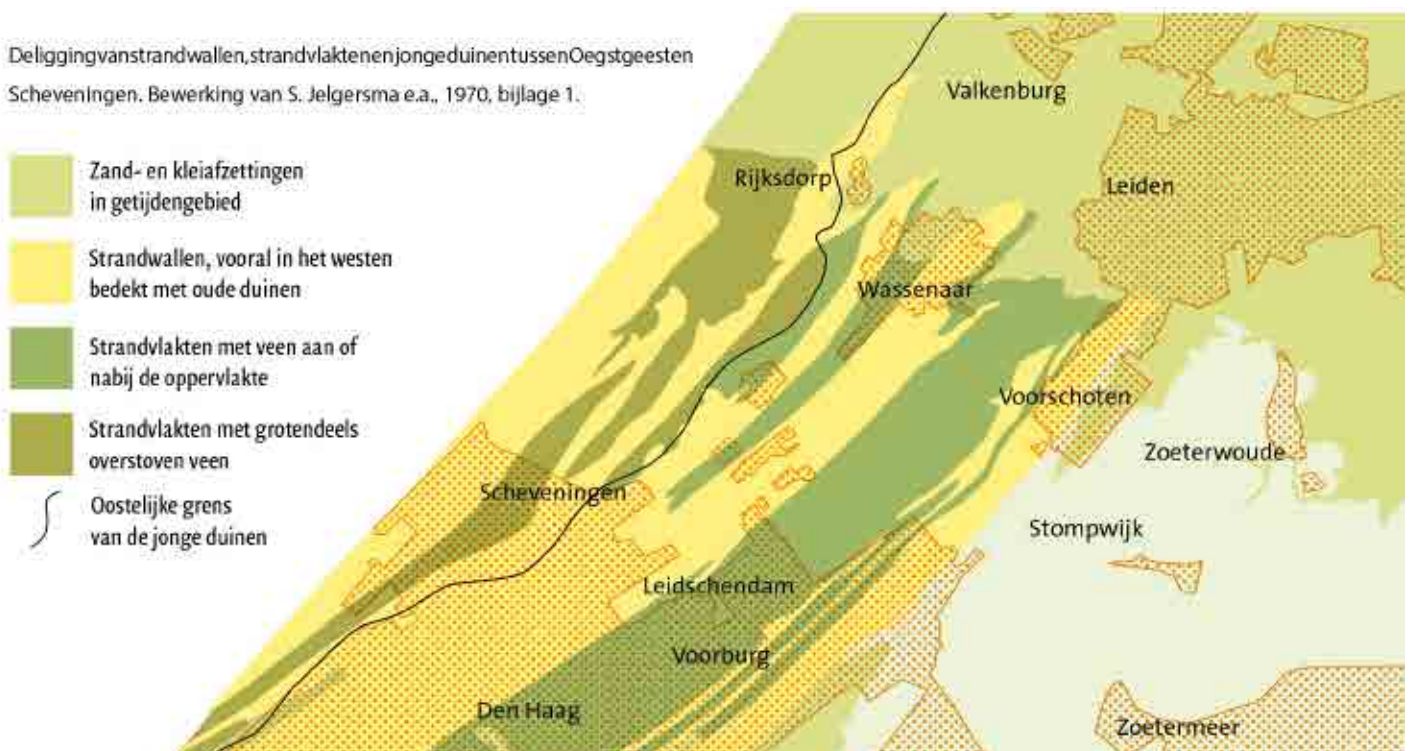 Deliggingvanstrandwallen,strandvlaktenenjongeduinentussenOegstgeesten
Scheveningen. Bewerking van S. Jelgersma e.a., 1970, bijlage 1.
Zand- en kleiafzettingen
in getijdengebied
Strandwallen, vooral in het westen
bedekt met oude duinen
Strandvlakten met veen aan of
nabij de oppervlakte
Strandvlakten met grotendeels
overstoven veen
Oostelijke grens
van de jonge duinen
Valkenburg
Rijksdorp
Leiden
Wassenaar
Voorschoten
Zoeterwoude
Scheveningen
Stompwijk
Leidschendam
Voorburg
Den Haag
Zoetermeer